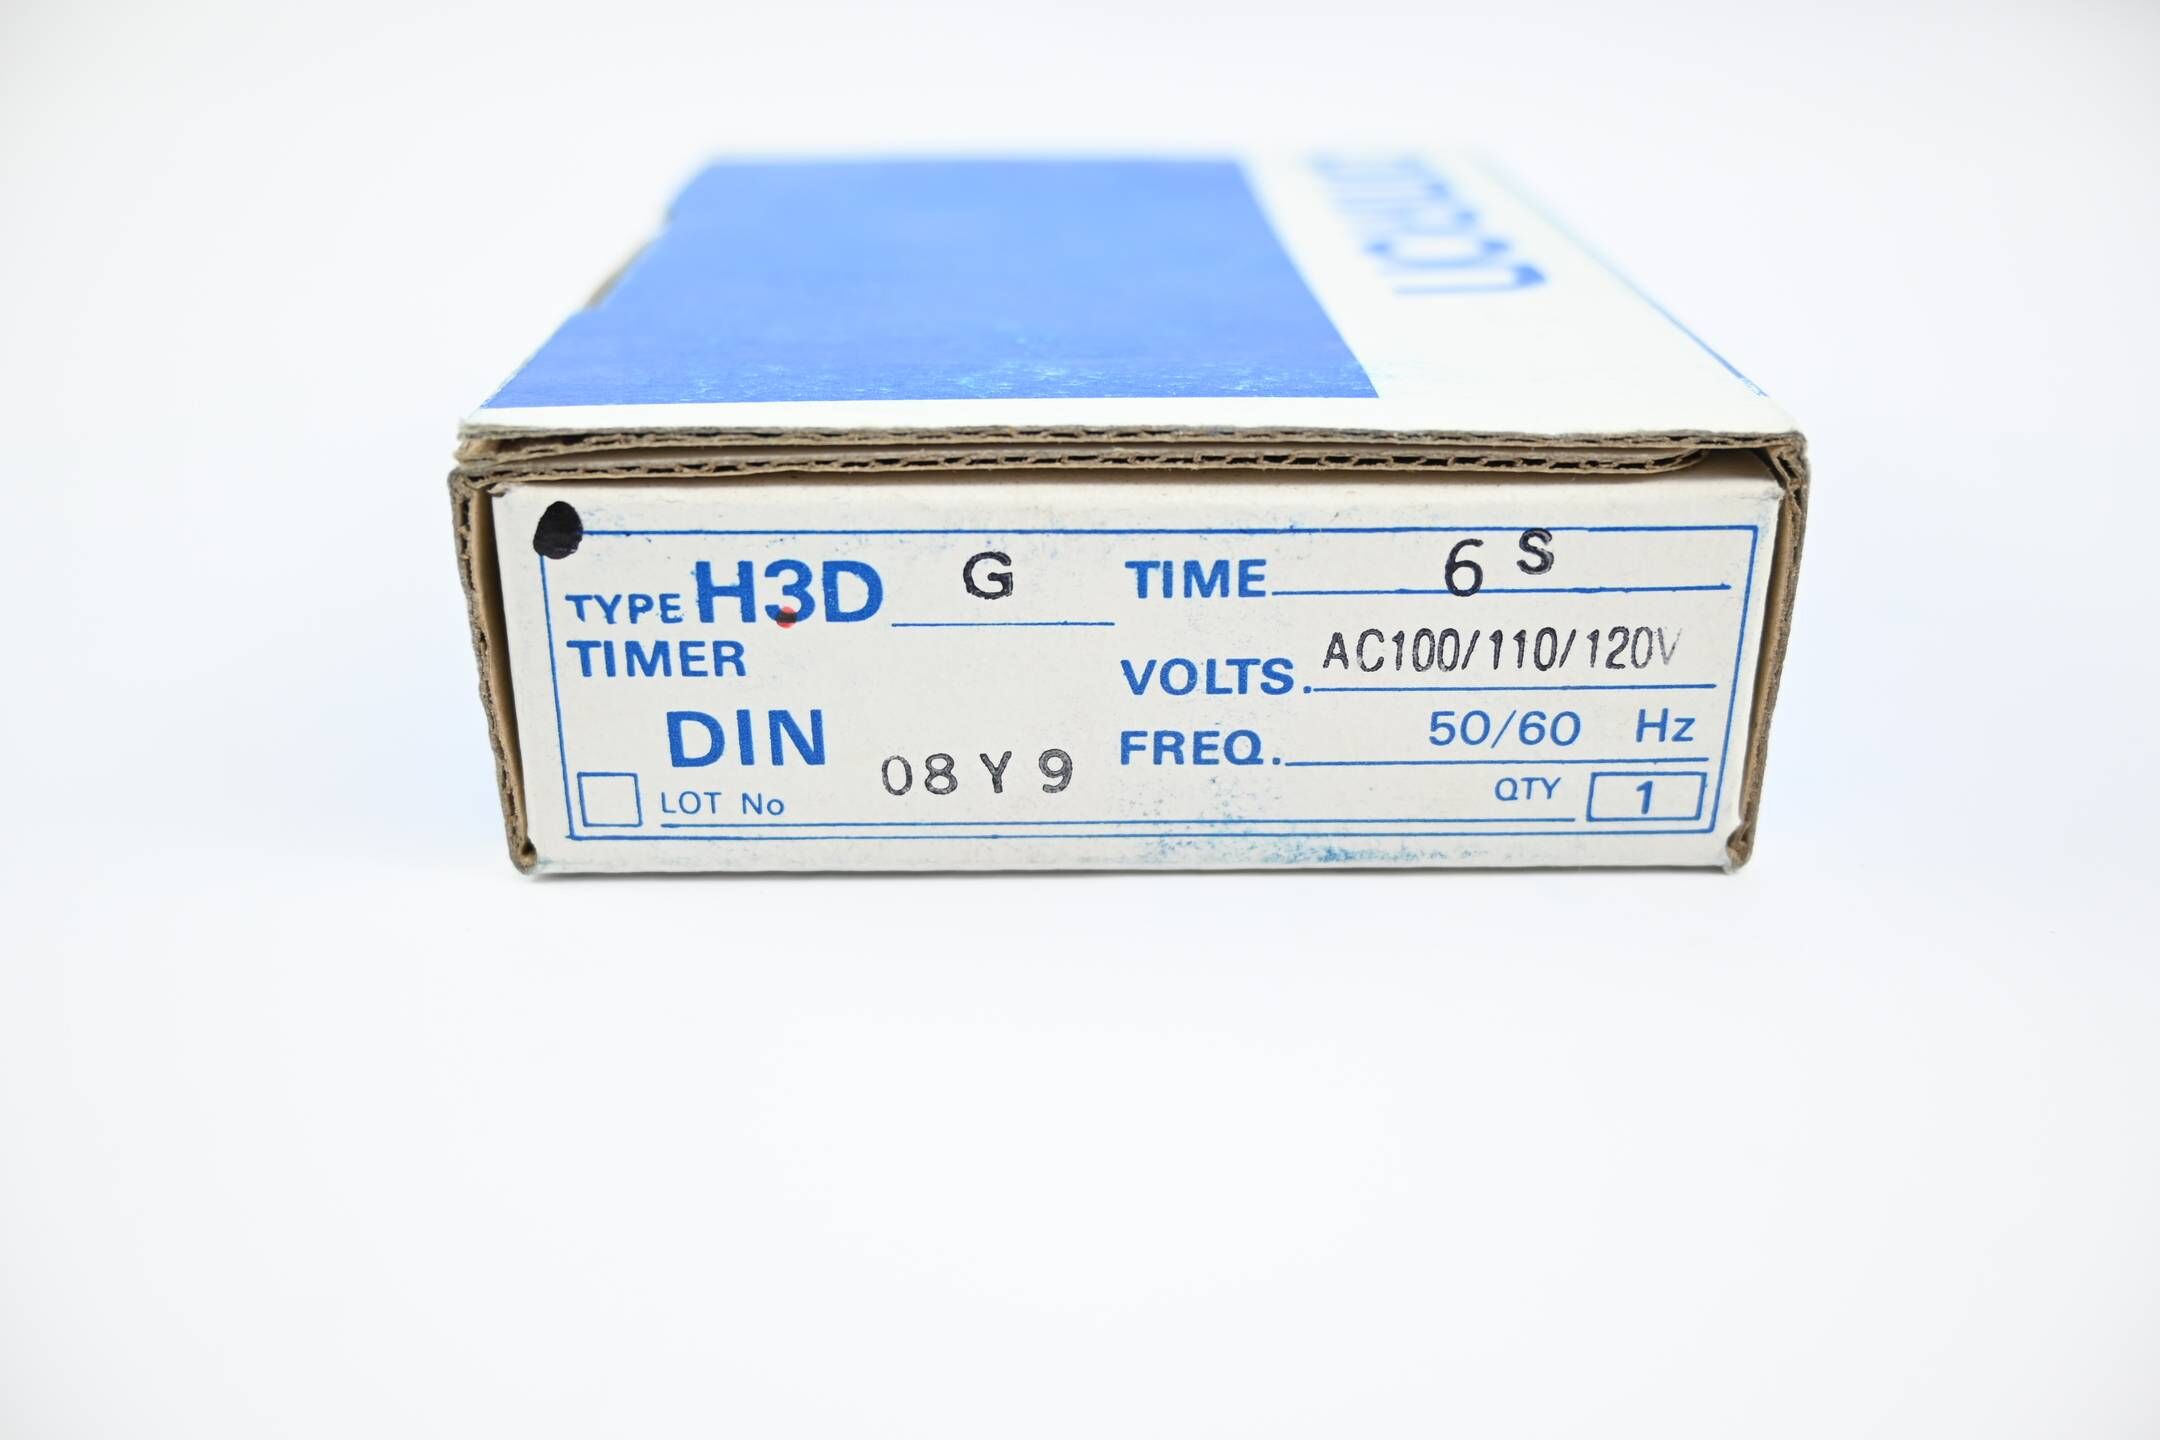 omron
TYPE H3D G
TIMER
DIN
LOT No 08Y9
TIME 6 S
VOLTS. AC100/110/120V
FREQ. 50/60 Hz
QTY 1